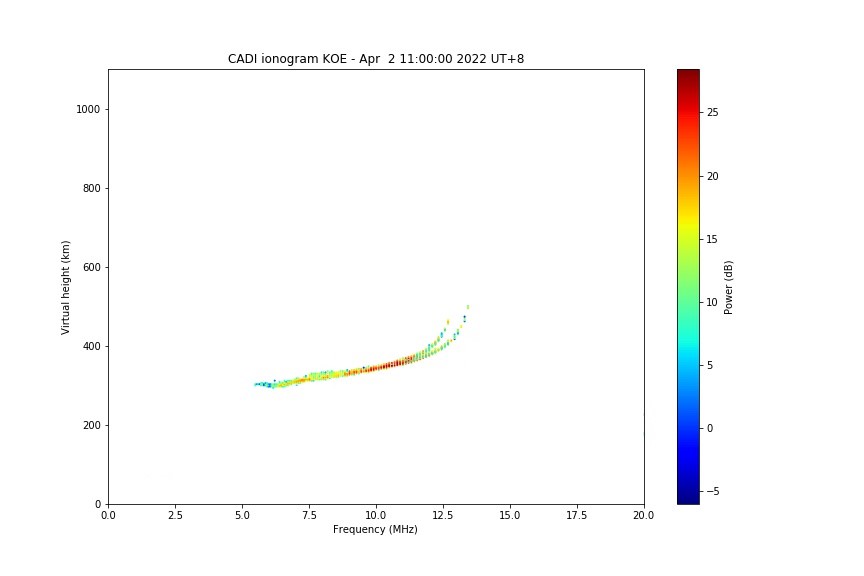 CADI ionogram KOE - Apr  2 11:00:00 2022 UT+8
1000
800
600
400
200
0
Virtual height (km)
0.0 2.5 5.0 7.5 10.0 12.5 15.0 17.5 20.0
Frequency (MHz)
25
20
15
10
5
0
−5
Power (dB)